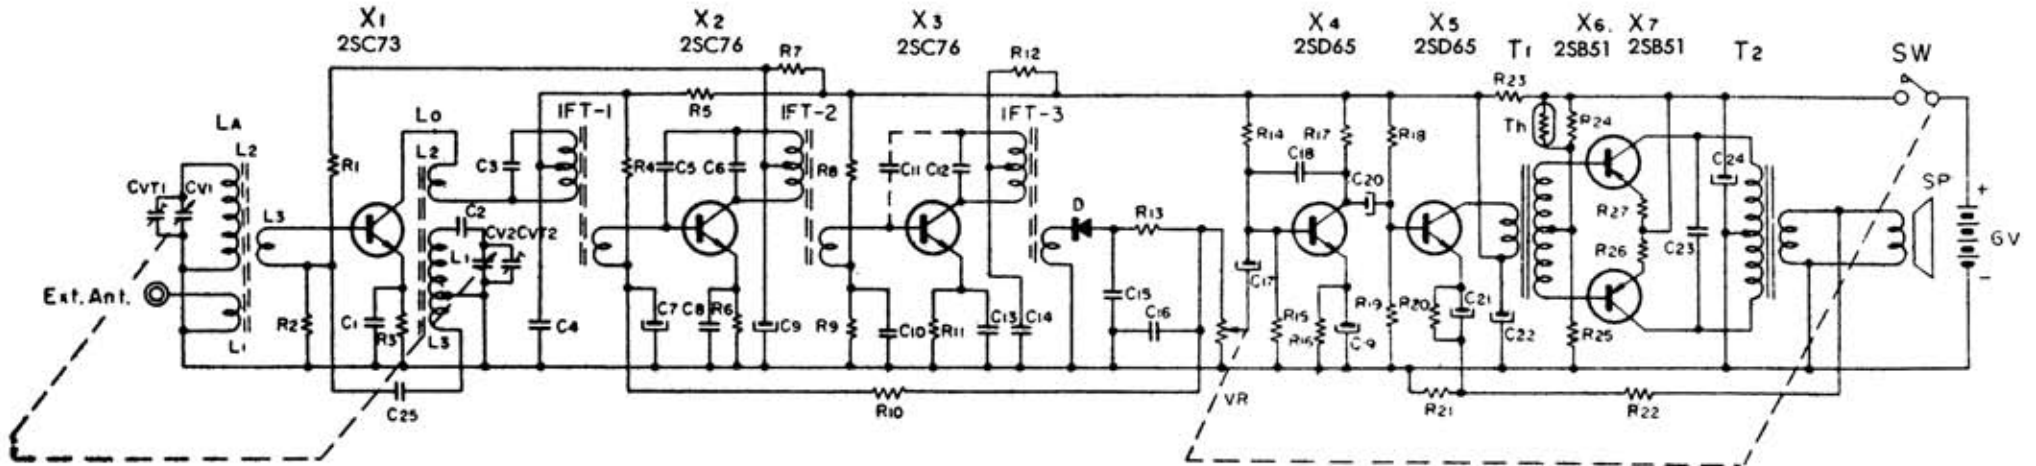 X1 X2 X3 X4 X5 X6. X7
2SC73 2SC76 2SC76 2SD65 2SD65 T1 2SB51 2SB51 T2 SW
R7 R12 R23
LA LO IFT-1 R5 IFT-2 IFT-3 Th R24
L2 L2 R14 R17 R18
CVT1 CV1 R1 C3 R4 C5 C6 R8 C11 C12 C18 C24 SP
L3 C2 D R13 C20 R27 +
CV2 CVT2 R26 C23 6V
L1 C17 −
Ext. Ant. C15 R19 R20 C21
R2 C1 R3 C4 C7 C8 R6 C9 R9 C10 R11 C13 C14 C16 R15 R16 C19 C22 R25
L1 L3
C25 R10 VR R21 R22